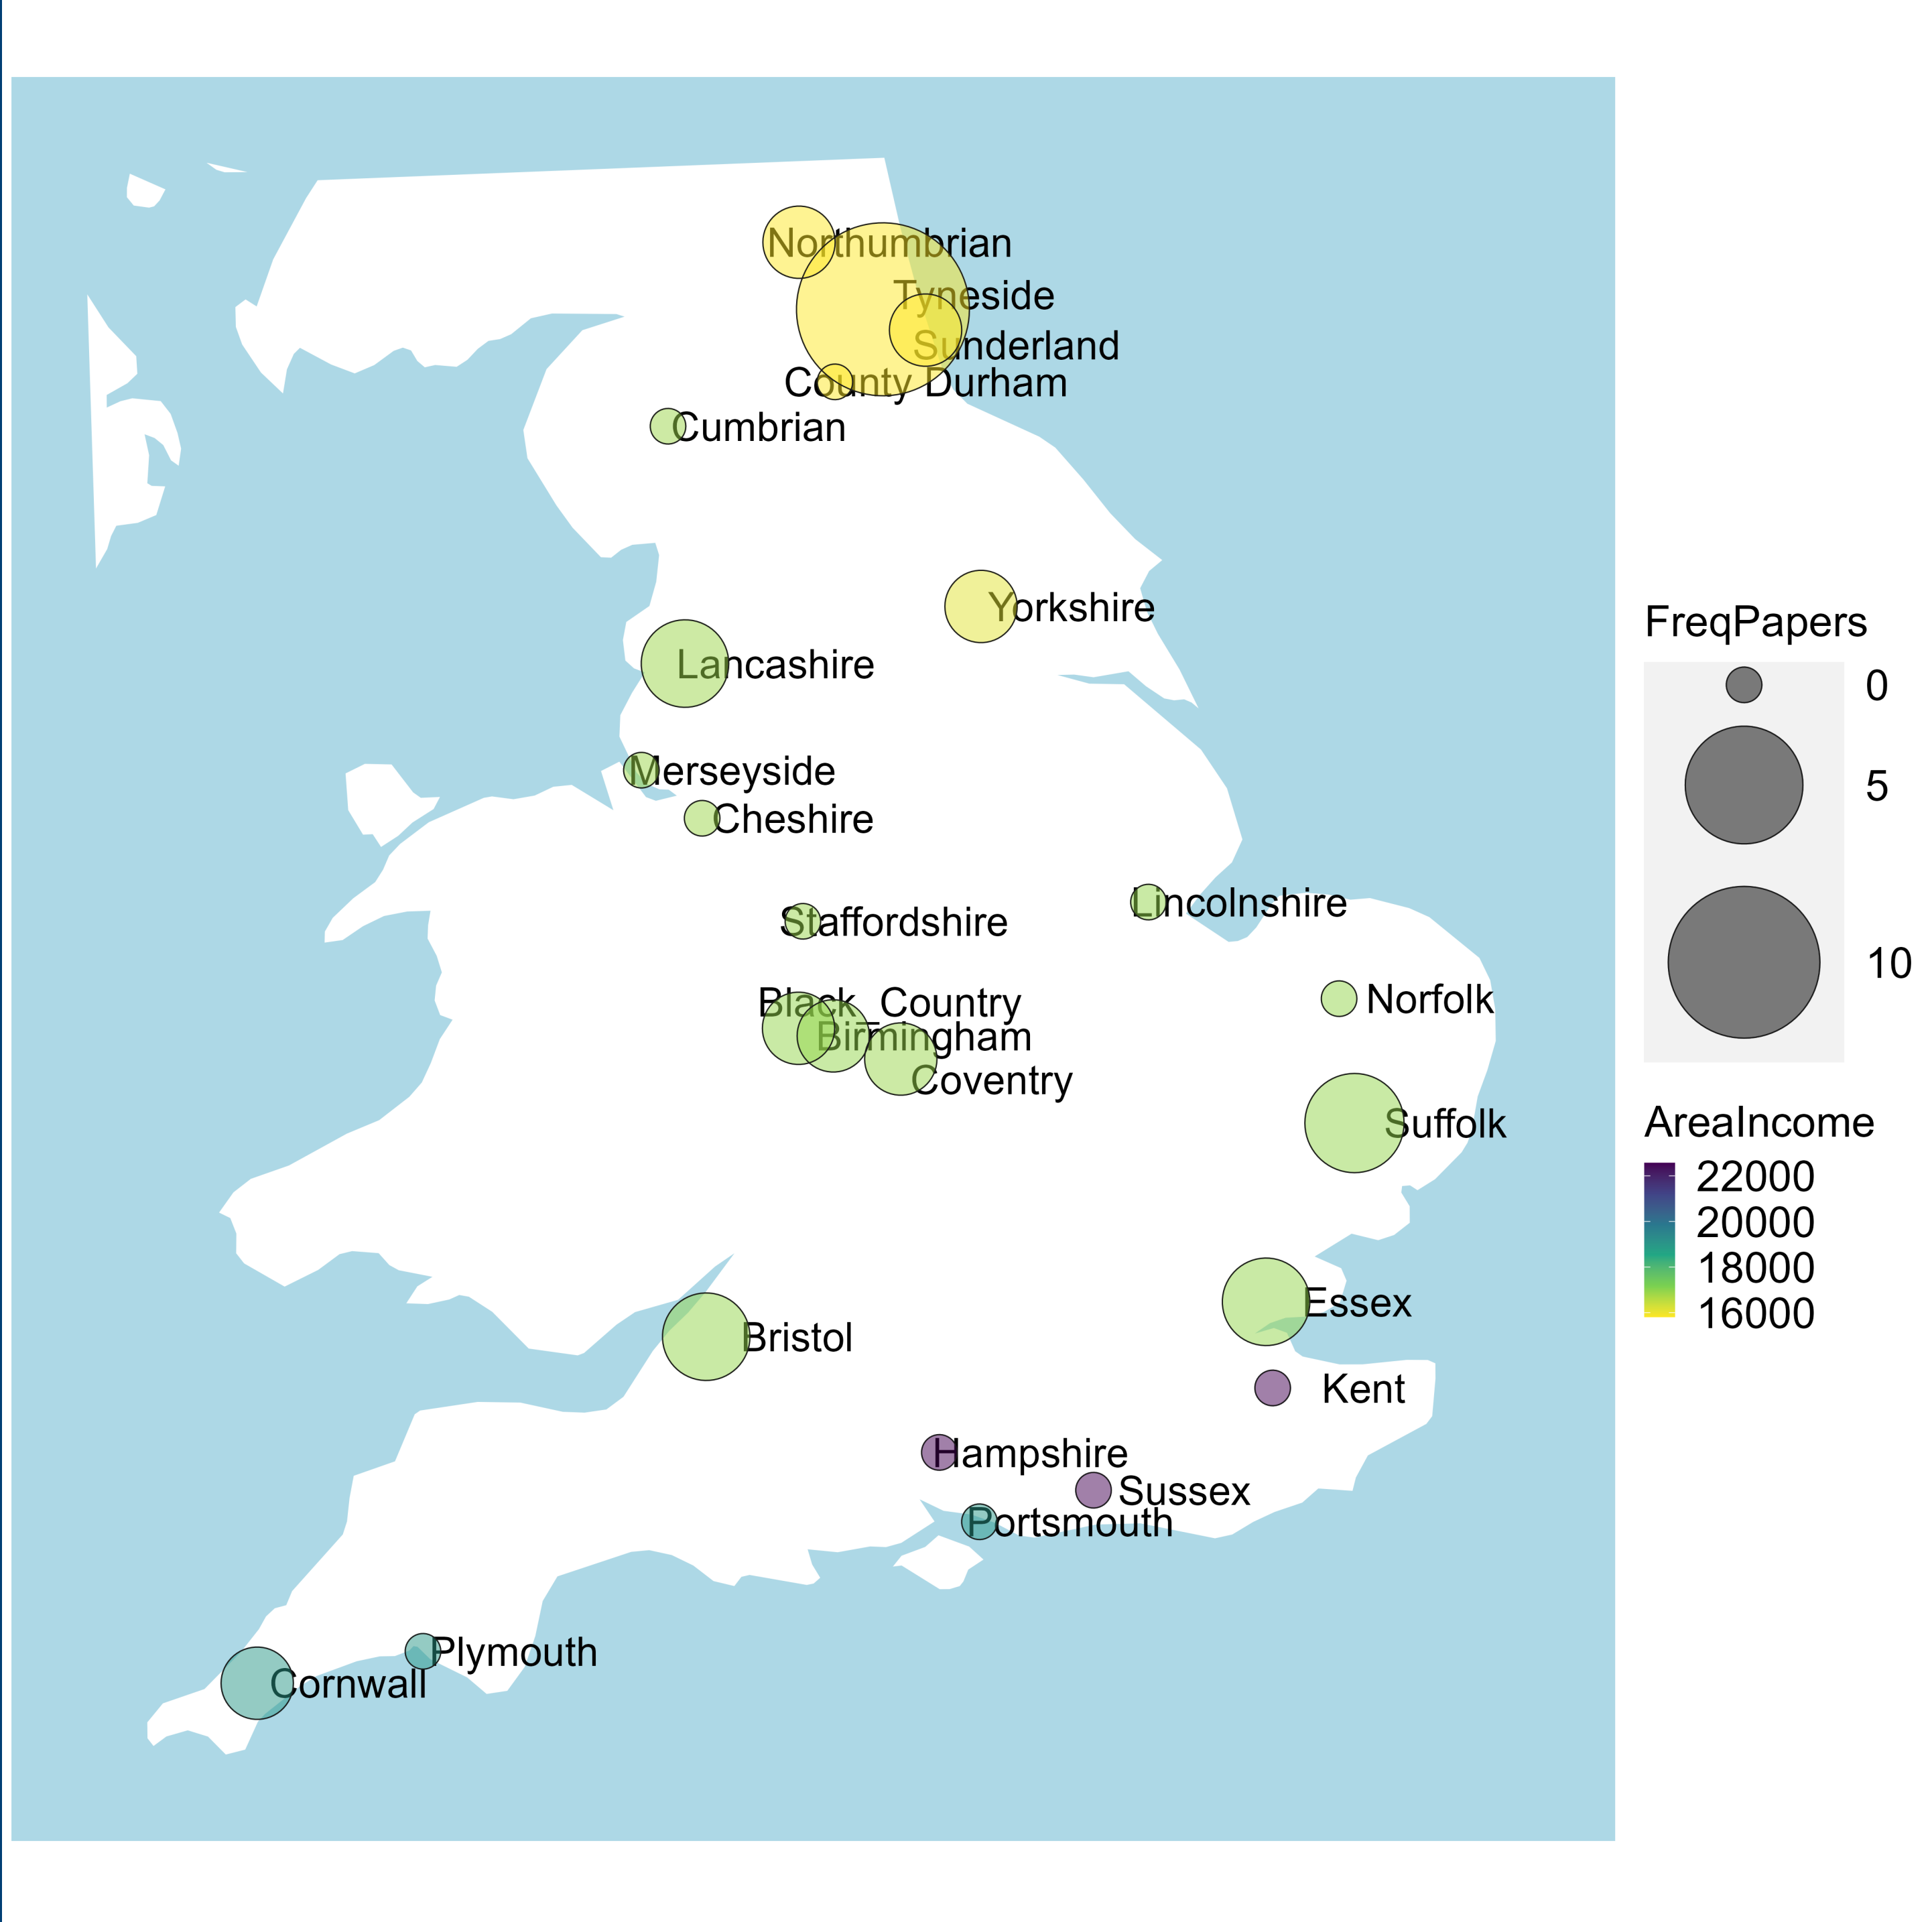 Northumbrian
Tyneside
Sunderland
County Durham
Cumbrian
Yorkshire
Lancashire
Merseyside
Cheshire
Lincolnshire
Staffordshire
Norfolk
Black_Country
Birmingham
Coventry
Suffolk
Essex
Bristol
Kent
Hampshire
Sussex
Portsmouth
Plymouth
Cornwall
FreqPapers
0
5
10
AreaIncome
22000
20000
18000
16000